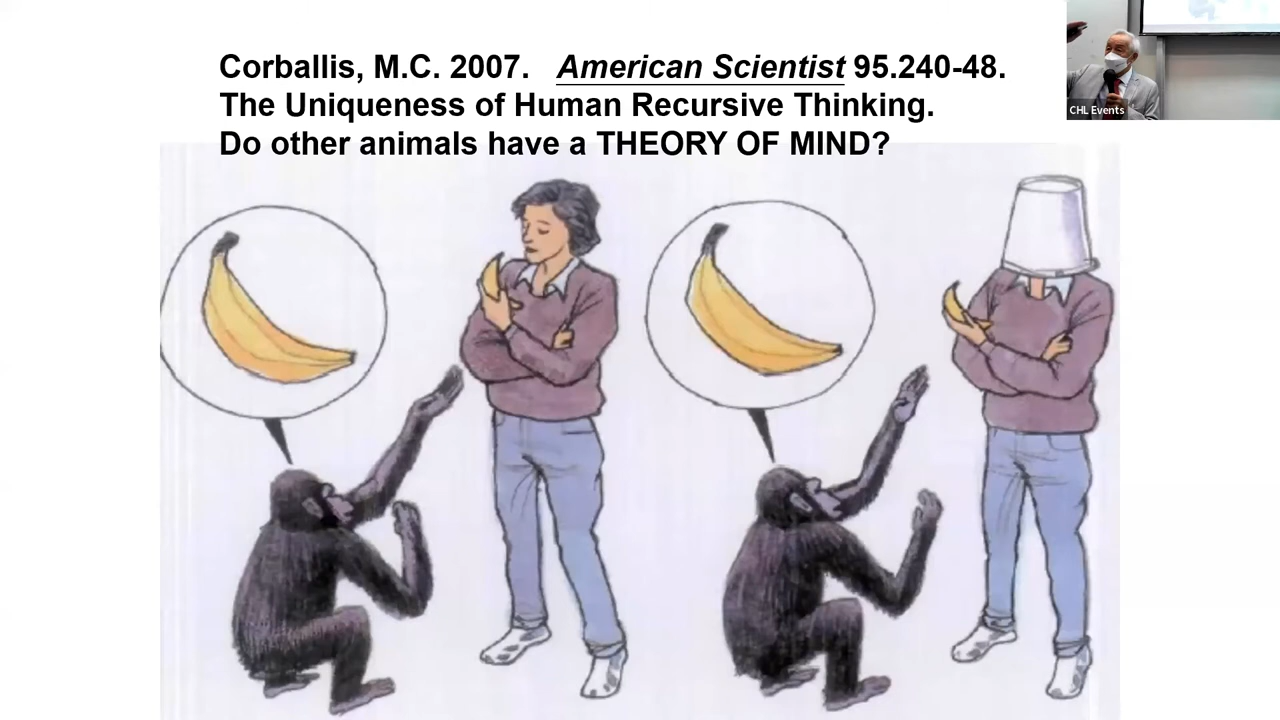 Corballis, M.C. 2007. American Scientist 95.240-48.
The Uniqueness of Human Recursive Thinking.
Do other animals have a THEORY OF MIND?
CHL Events